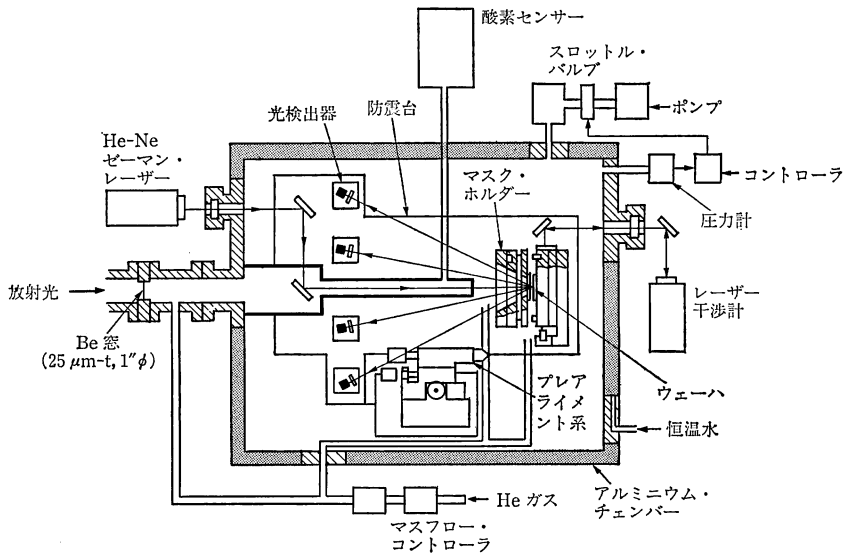 酸素センサー
スロットル・
バルブ
ポンプ
光検出器
防震台
He-Ne
ゼーマン・
レーザー
マスク・
ホルダー
コントローラ
圧力計
放射光
レーザー
干渉計
Be窓
(25 μm-t, 1″φ)
プレア
ライメ
ント系
ウェーハ
恒温水
Heガス
アルミニウム・
チェンバー
マスフロー・
コントローラ